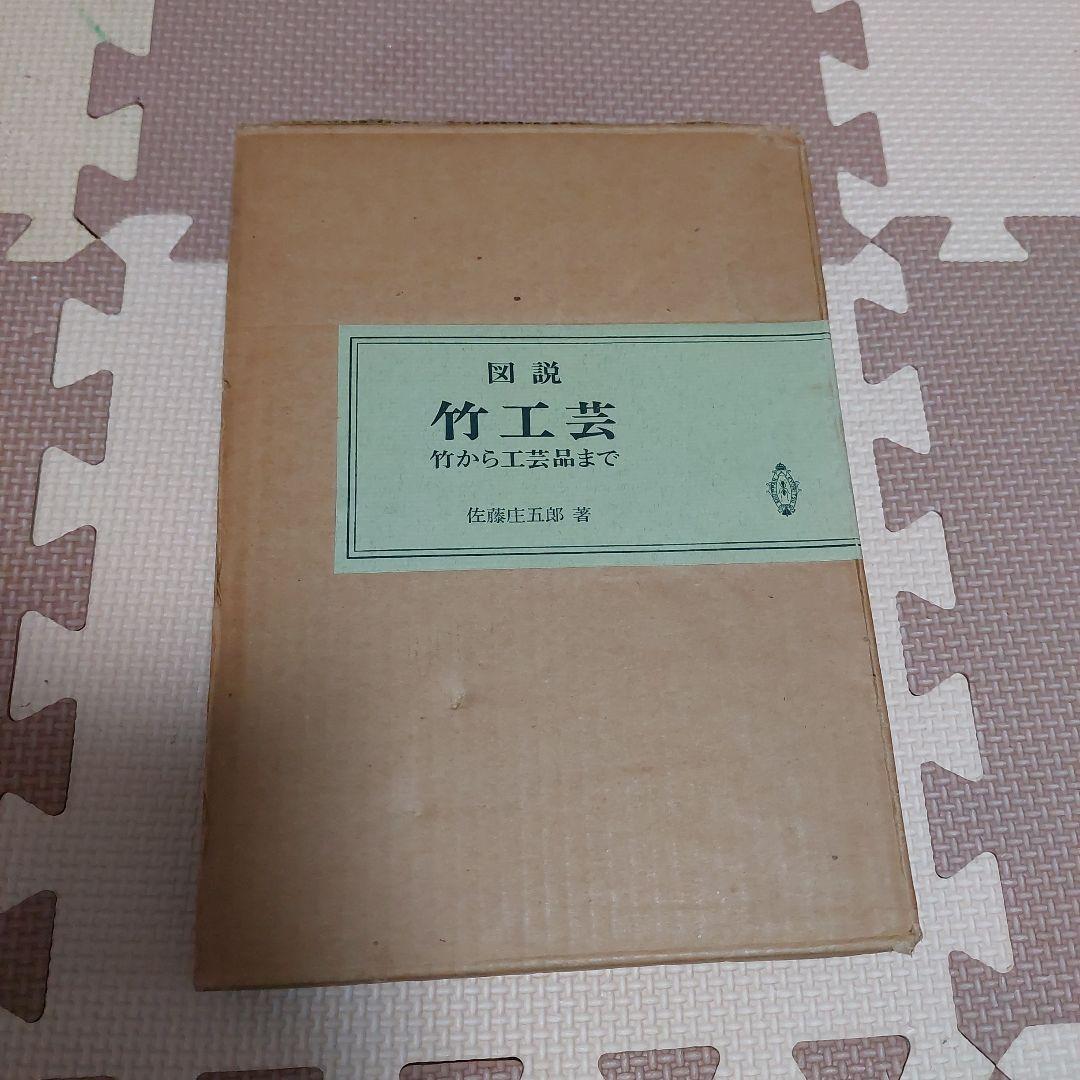 図説
竹工芸
竹から工芸品まで
佐藤庄五郎 著